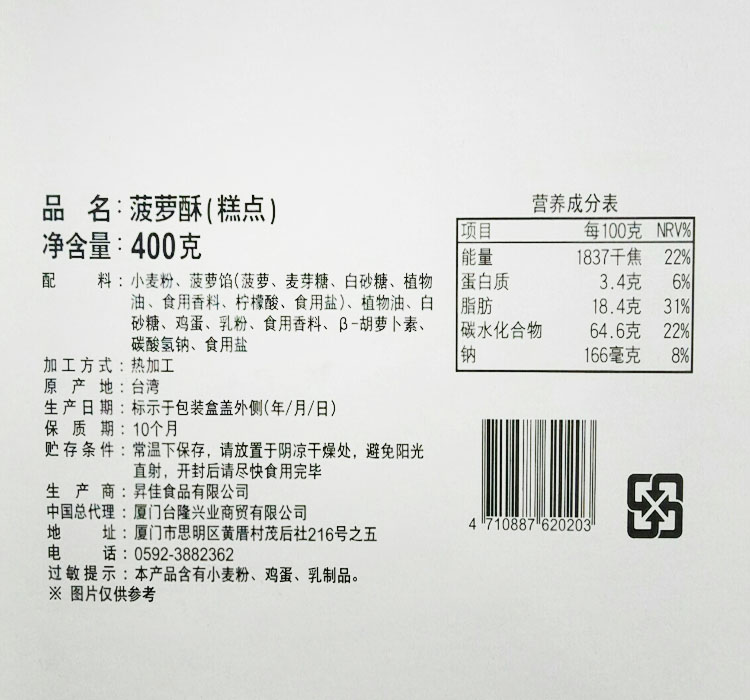 品 名：菠萝酥(糕点)
净含量：400克
配 料：小麦粉、菠萝馅(菠萝、麦芽糖、白砂糖、植物
油、食用香料、柠檬酸、食用盐)、植物油、白
砂糖、鸡蛋、乳粉、食用香料、β-胡萝卜素、
碳酸氢钠、食用盐
加工方式：热加工
原 产 地：台湾
生产日期：标示于包装盒盖外侧(年/月/日)
保 质 期：10个月
贮存条件：常温下保存，请放置于阴凉干燥处，避免阳光
直射，开封后请尽快食用完毕
生 产 商：昇佳食品有限公司
中国总代理：厦门台隆兴业商贸有限公司
地 址：厦门市思明区黄厝村茂后社216号之五
电 话：0592-3882362
过敏提示：本产品含有小麦粉、鸡蛋、乳制品。
※ 图片仅供参考
营养成分表
项目 每100克 NRV%
能量 1837千焦 22%
蛋白质 3.4克 6%
脂肪 18.4克 31%
碳水化合物 64.6克 22%
钠 166毫克 8%
4 710887 620203